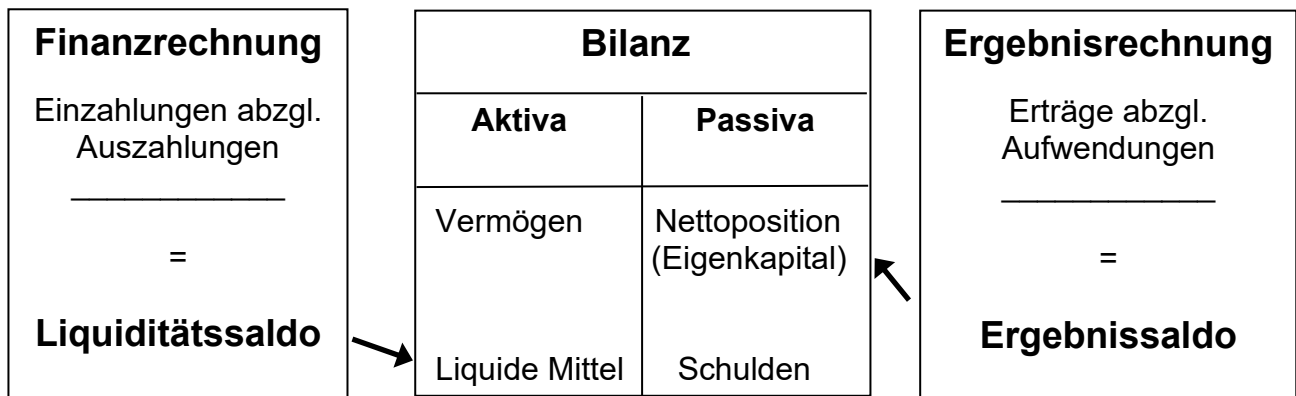 Finanzrechnung
Einzahlungen abzgl.
Auszahlungen
=
Liquiditätssaldo
Bilanz
Aktiva
Passiva
Vermögen
Nettoposition
(Eigenkapital)
Liquide Mittel
Schulden
Ergebnisrechnung
Erträge abzgl.
Aufwendungen
=
Ergebnissaldo